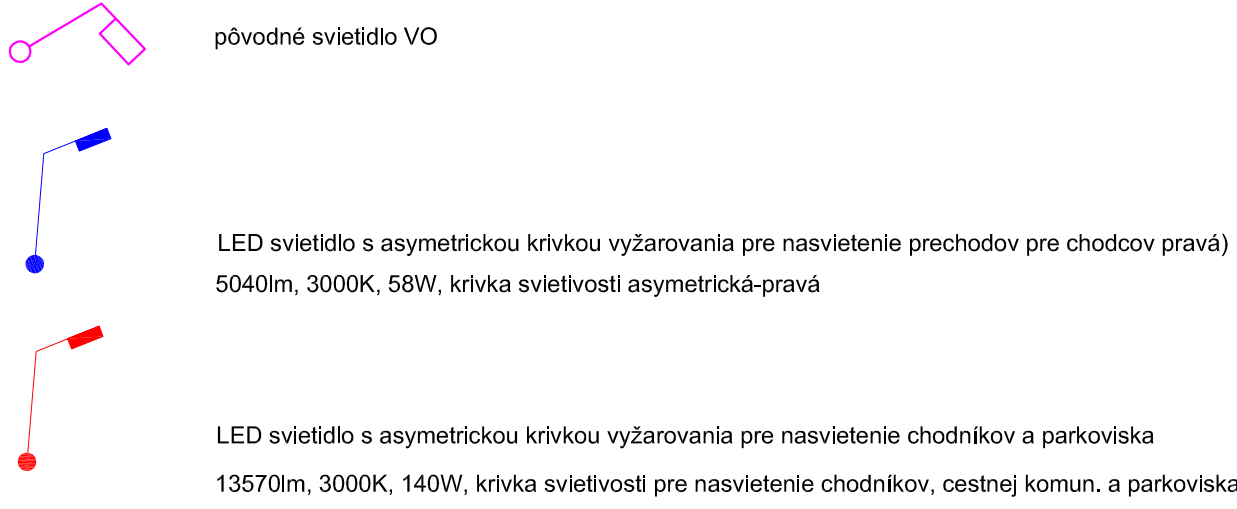 pôvodné svietidlo VO
LED svietidlo s asymetrickou krivkou vyžarovania pre nasvietenie prechodov pre chodcov pravá)
5040lm, 3000K, 58W, krivka svietivosti asymetrická-pravá
LED svietidlo s asymetrickou krivkou vyžarovania pre nasvietenie chodníkov a parkoviska
13570lm, 3000K, 140W, krivka svietivosti pre nasvietenie chodníkov, cestnej komun. a parkoviska